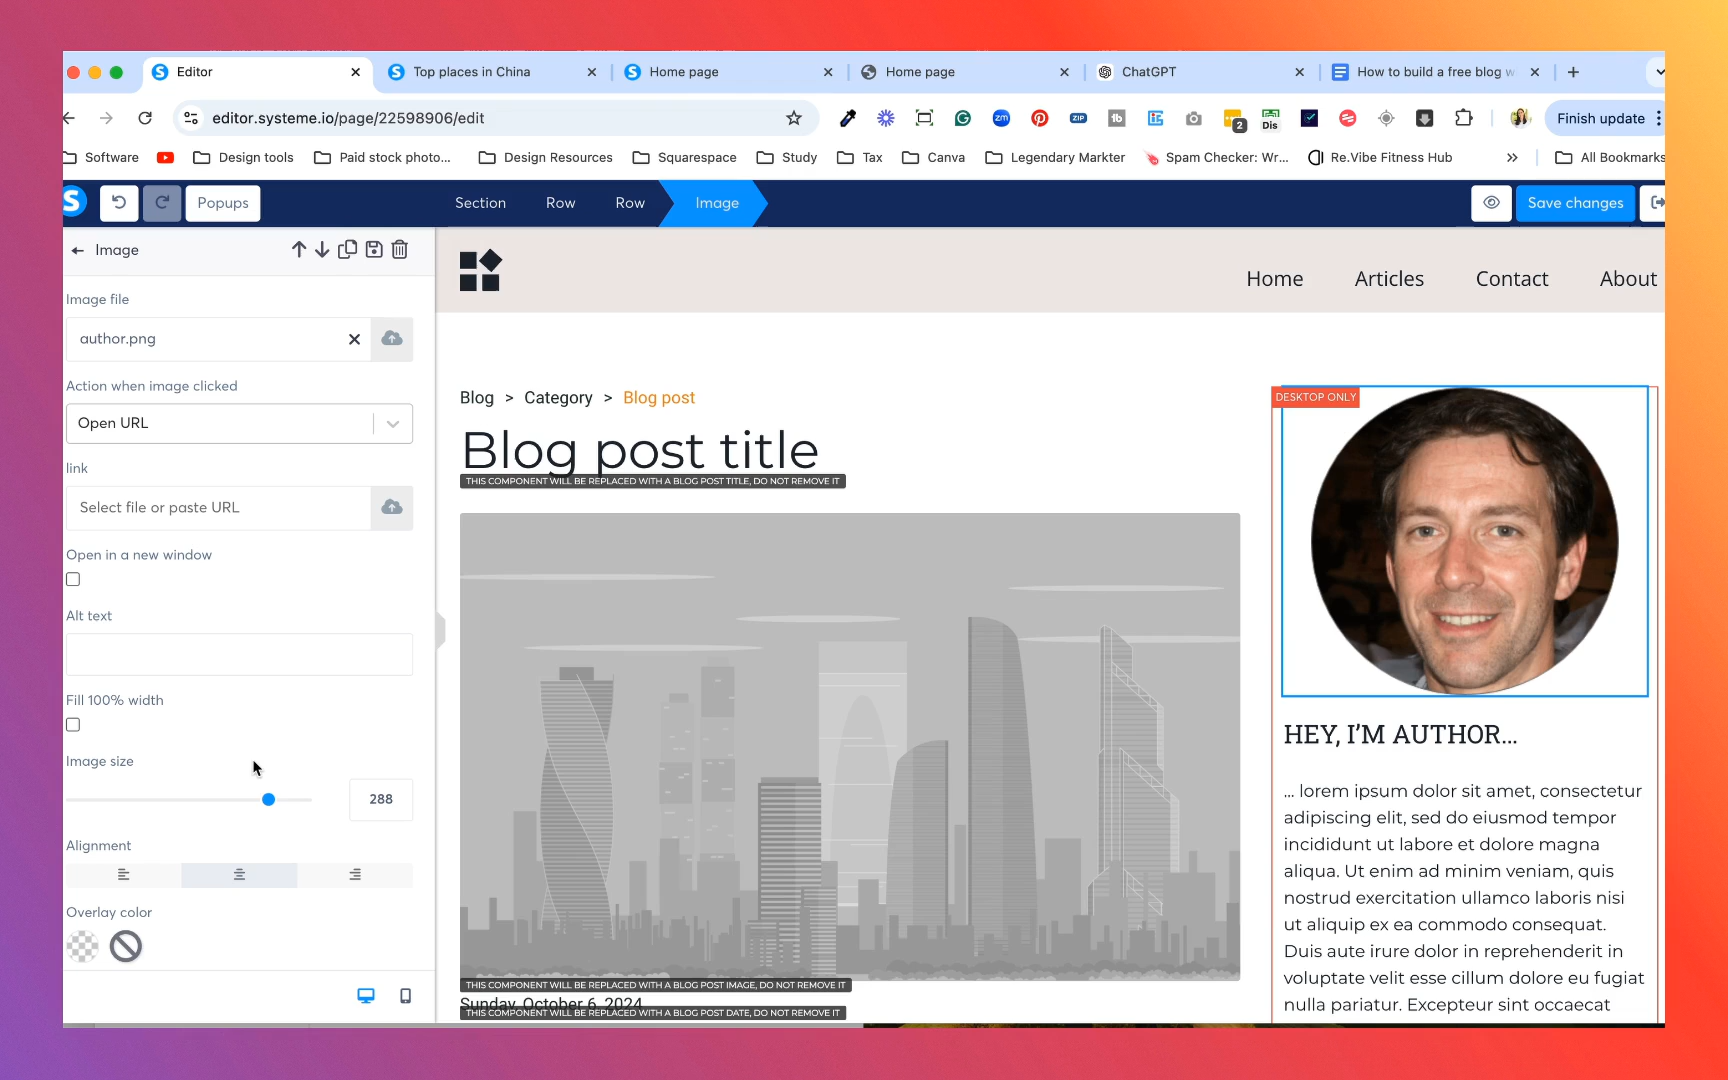 Editor
Top places in China
Home page
Home page
ChatGPT
How to build a free blog w
editor.systeme.io/page/22598906/edit
zm
ZIP
1b
2
Dis
Finish update
Software
Design tools
Paid stock photo...
Design Resources
Squarespace
Study
Tax
Canva
Legendary Markter
Spam Checker: Wr...
Re.Vibe Fitness Hub
All Bookmarks
S
Popups
Section
Row
Row
Image
Save changes
Image
Image file
author.png
Action when image clicked
Open URL
link
Select file or paste URL
Open in a new window
Alt text
Fill 100% width
Image size
288
Alignment
Overlay color
Home
Articles
Contact
About
Blog > Category > Blog post
Blog post title
THIS COMPONENT WILL BE REPLACED WITH A BLOG POST TITLE, DO NOT REMOVE IT
THIS COMPONENT WILL BE REPLACED WITH A BLOG POST IMAGE, DO NOT REMOVE IT
Sunday, October 6, 2024
THIS COMPONENT WILL BE REPLACED WITH A BLOG POST DATE, DO NOT REMOVE IT
DESKTOP ONLY
HEY, I'M AUTHOR...
... lorem ipsum dolor sit amet, consectetur
adipiscing elit, sed do eiusmod tempor
incididunt ut labore et dolore magna
aliqua. Ut enim ad minim veniam, quis
nostrud exercitation ullamco laboris nisi
ut aliquip ex ea commodo consequat.
Duis aute irure dolor in reprehenderit in
voluptate velit esse cillum dolore eu fugiat
nulla pariatur. Excepteur sint occaecat